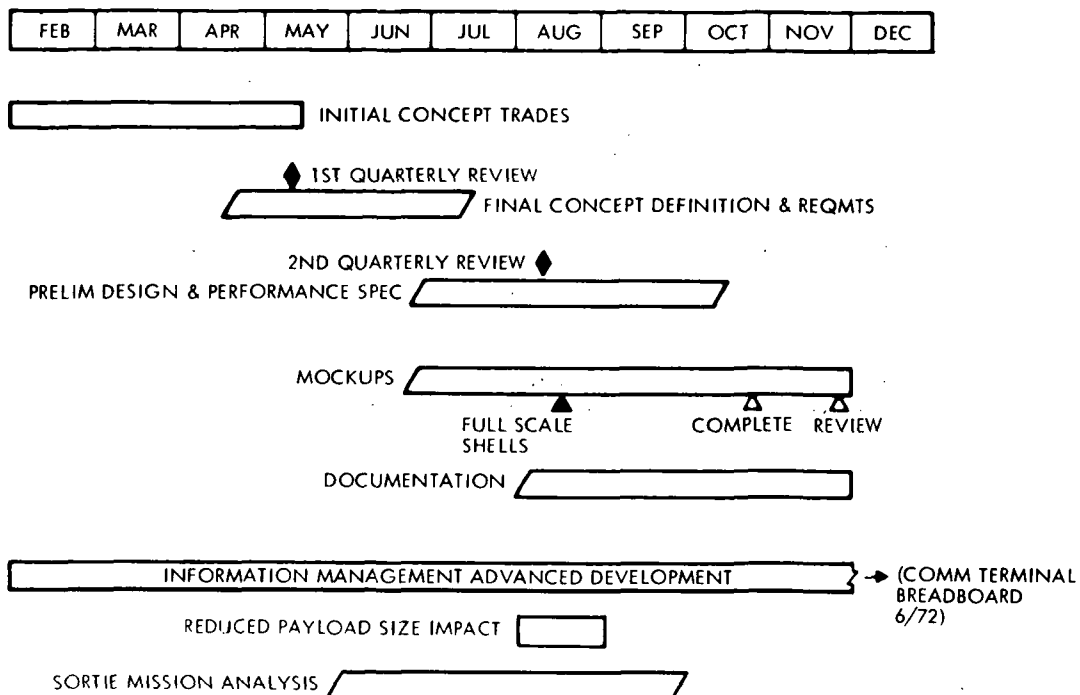 FEB MAR APR MAY JUN JUL AUG SEP OCT NOV DEC
INITIAL CONCEPT TRADES
1ST QUARTERLY REVIEW
FINAL CONCEPT DEFINITION & REQMTS
2ND QUARTERLY REVIEW
PRELIM DESIGN & PERFORMANCE SPEC
MOCKUPS
FULL SCALE
SHELLS
COMPLETE
REVIEW
DOCUMENTATION
INFORMATION MANAGEMENT ADVANCED DEVELOPMENT
(COMM TERMINAL
BREADBOARD
6/72)
REDUCED PAYLOAD SIZE IMPACT
SORTIE MISSION ANALYSIS